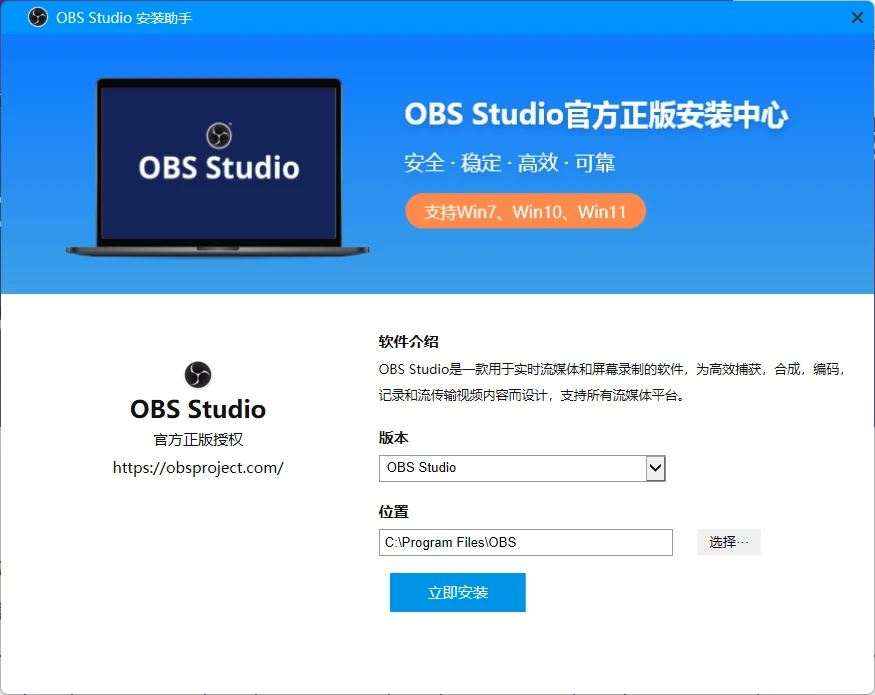 OBS Studio 安装助手
OBS Studio
OBS Studio官方正版安装中心
安全 · 稳定 · 高效 · 可靠
支持Win7、Win10、Win11
OBS Studio
官方正版授权
https://obsproject.com/
软件介绍
OBS Studio是一款用于实时流媒体和屏幕录制的软件，为高效捕获，合成，编码，
记录和流传输视频内容而设计，支持所有流媒体平台。
版本
OBS Studio
位置
C:\Program Files\OBS
选择···
立即安装